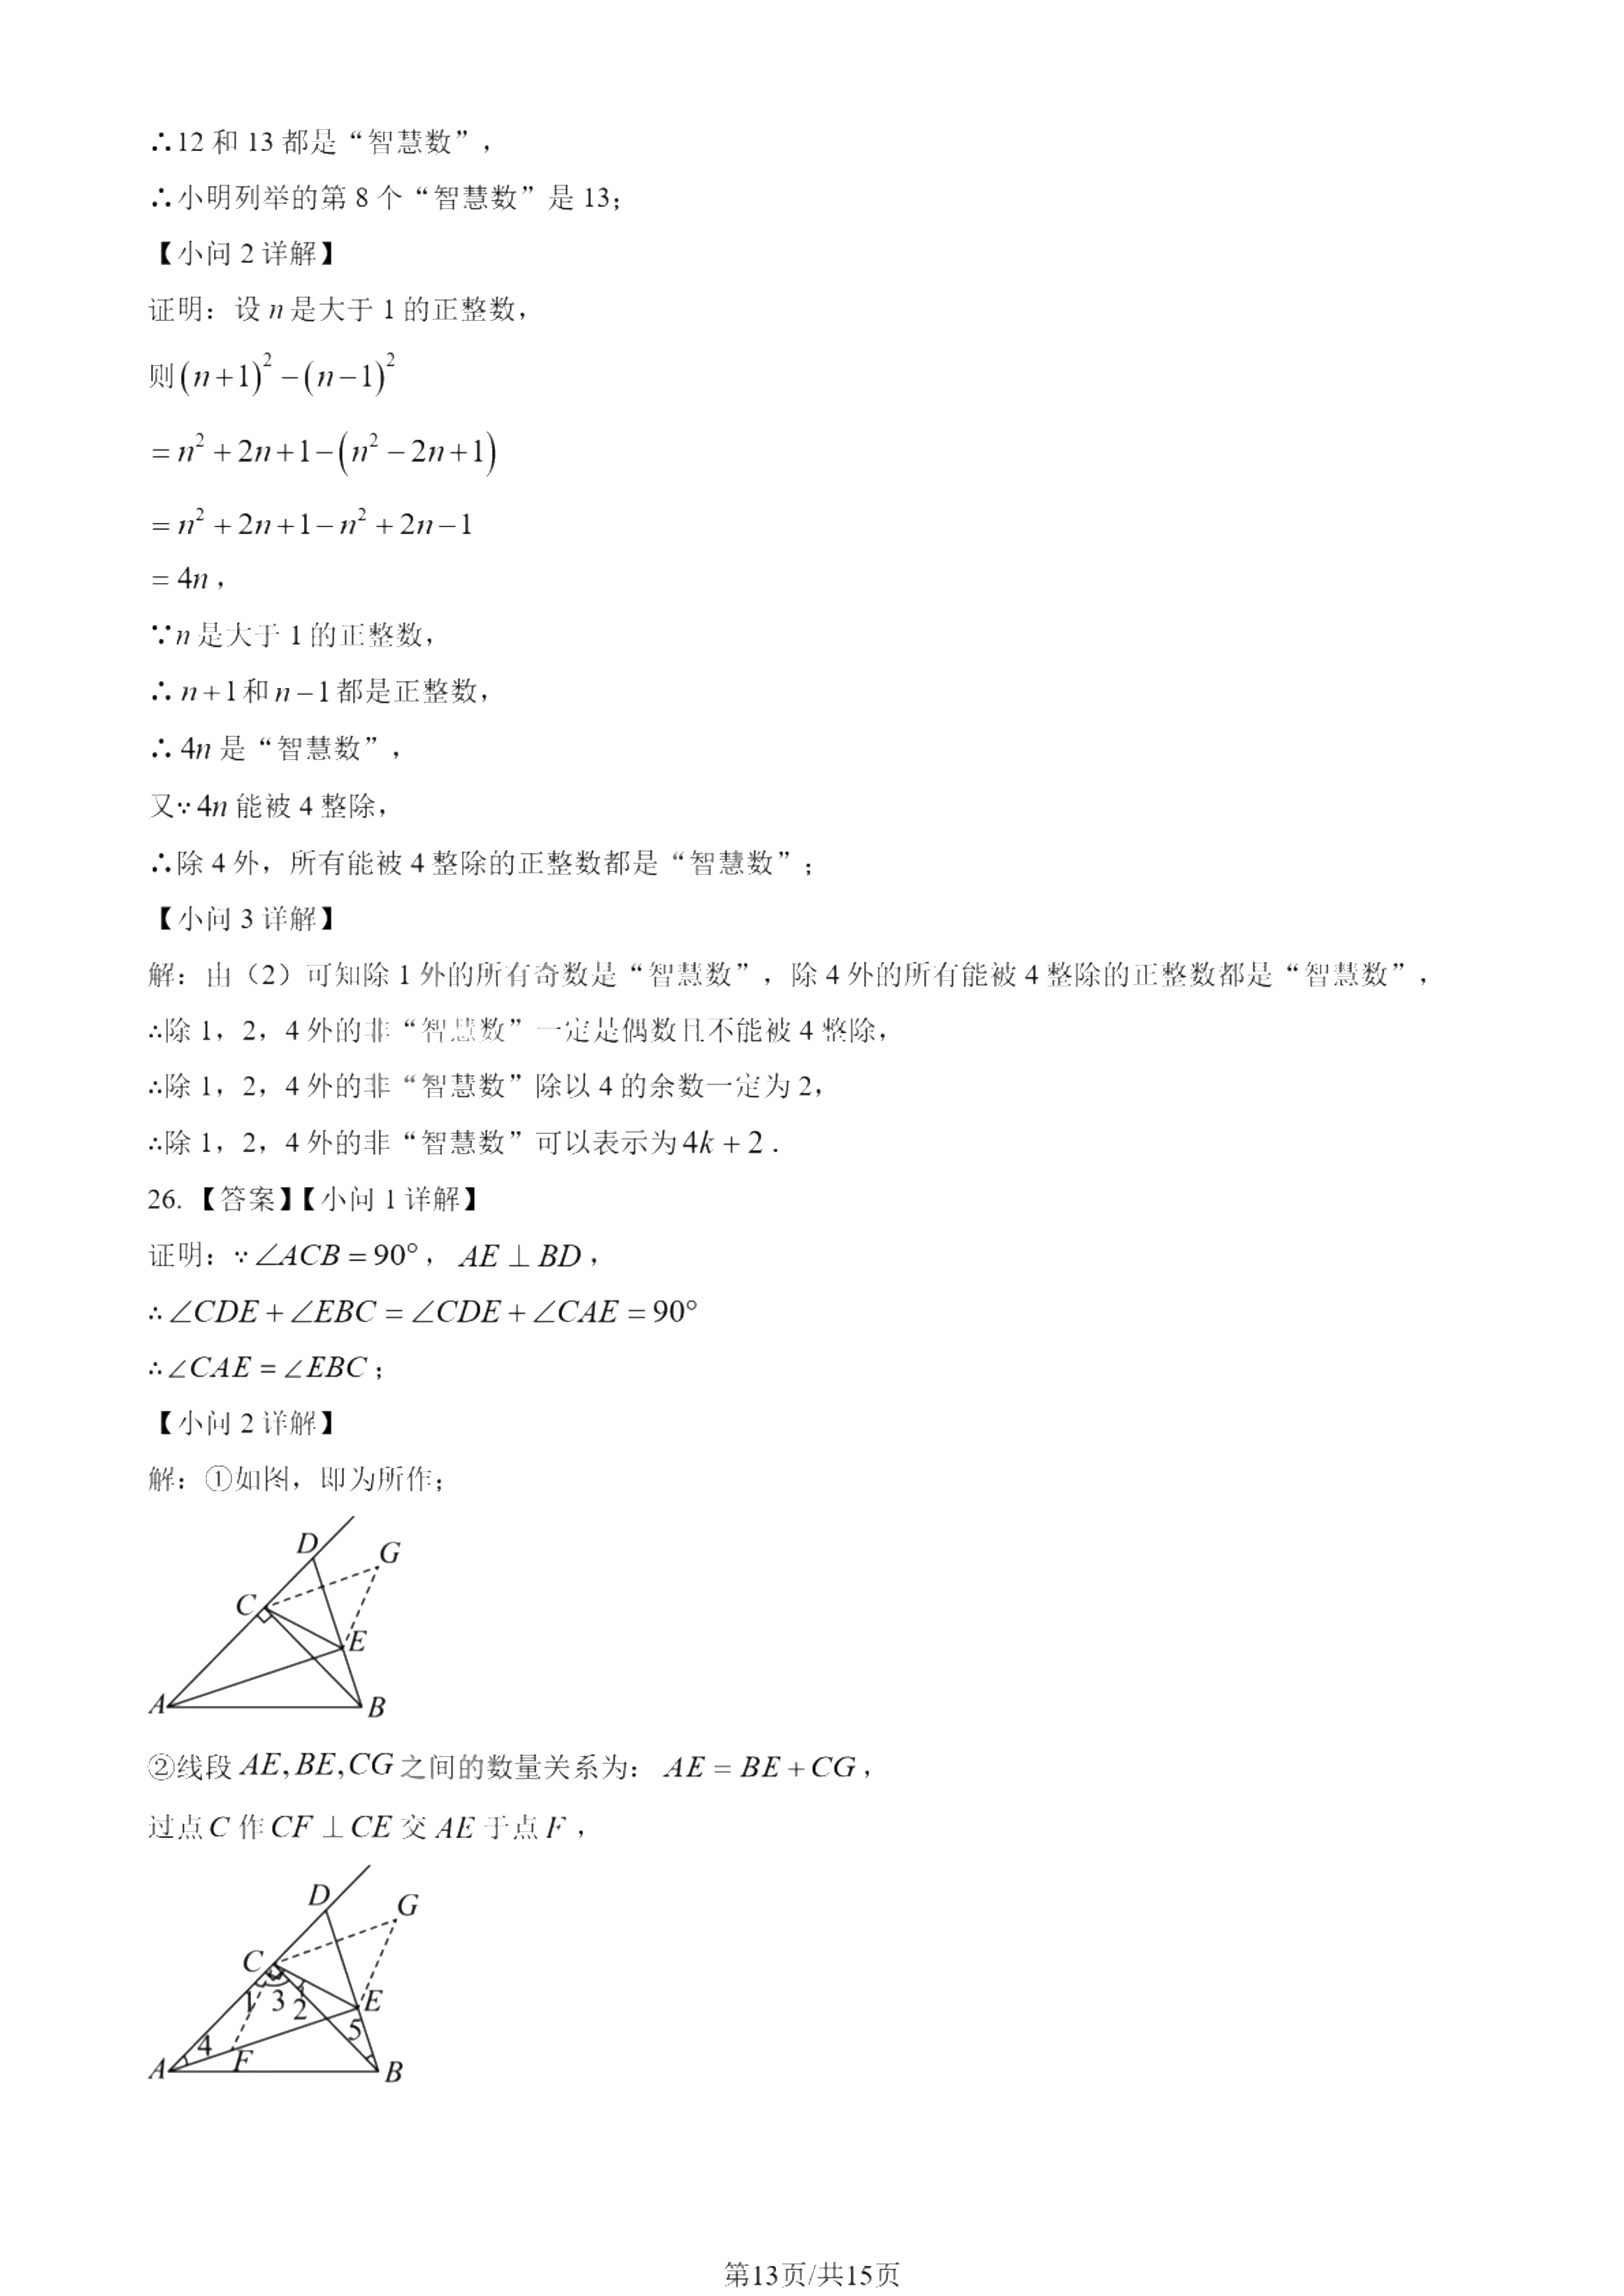 ∴12 和 13 都是“智慧数”，
∴小明列举的第 8 个“智慧数”是 13；
【小问 2 详解】
证明：设 n 是大于 1 的正整数，
则(n+1)²−(n−1)²
=n²+2n+1−(n²−2n+1)
=n²+2n+1−n²+2n−1
=4n，
∵n 是大于 1 的正整数，
∴n+1和n−1都是正整数，
∴4n 是“智慧数”，
又∵4n 能被 4 整除，
∴除 4 外，所有能被 4 整除的正整数都是“智慧数”；
【小问 3 详解】
解：由（2）可知除 1 外的所有奇数是“智慧数”，除 4 外的所有能被 4 整除的正整数都是“智慧数”，
∴除 1，2，4 外的非“智慧数”一定是偶数且不能被 4 整除，
∴除 1，2，4 外的非“智慧数”除以 4 的余数一定为 2，
∴除 1，2，4 外的非“智慧数”可以表示为4k+2．
26. 【答案】【小问 1 详解】
证明：∵∠ACB=90°，AE⊥BD，
∴∠CDE+∠EBC=∠CDE+∠CAE=90°
∴∠CAE=∠EBC；
【小问 2 详解】
解：①如图，即为所作；
D
G
C
E
A
B
②线段 AE,BE,CG 之间的数量关系为：AE=BE+CG，
过点 C 作 CF⊥CE 交 AE 于点 F，
D
G
C
1 3 2 E
4 5
A F B
第13页/共15页